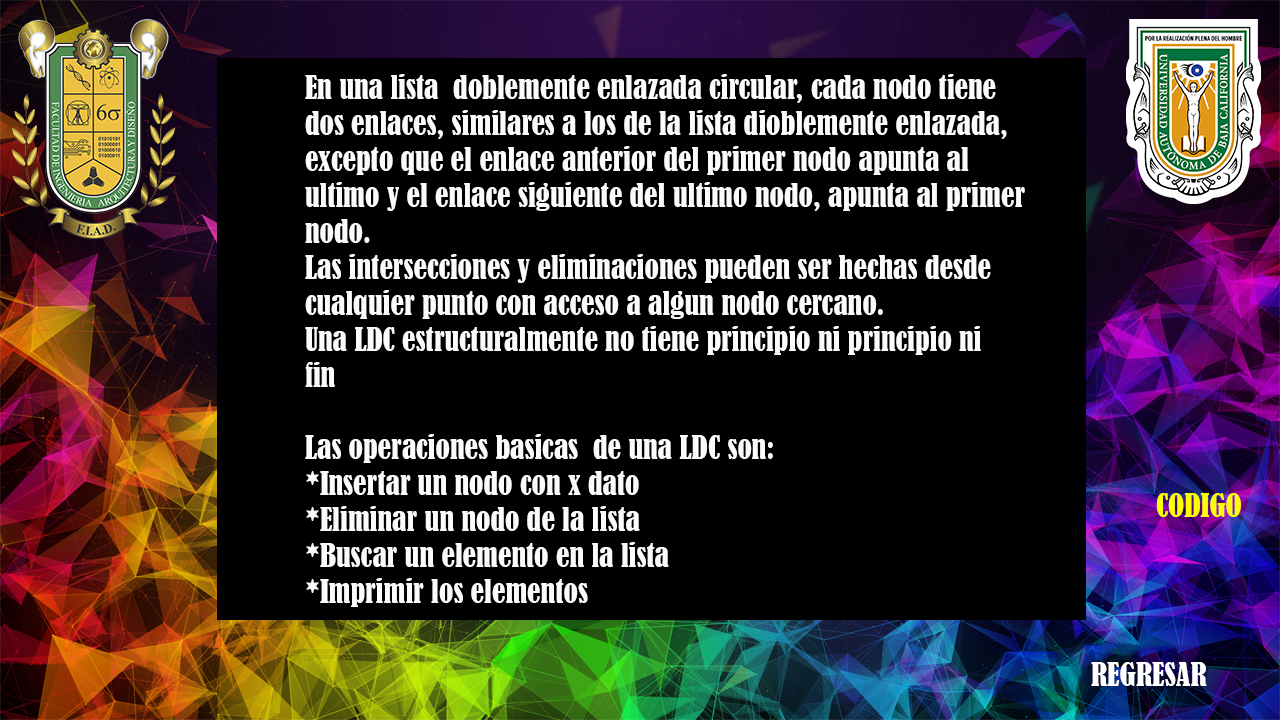 POR LA REALIZACIÓN PLENA DEL HOMBRE
UNIVERSIDAD AUTÓNOMA DE BAJA CALIFORNIA
FACULTAD DE INGENIERIA ARQUITECTURA Y DISEÑO
6σ
01010101
01000001
01000010
01000011
F.I.A.D.
En una lista  doblemente enlazada circular, cada nodo tiene
dos enlaces, similares a los de la lista dioblemente enlazada,
excepto que el enlace anterior del primer nodo apunta al
ultimo y el enlace siguiente del ultimo nodo, apunta al primer
nodo.
Las intersecciones y eliminaciones pueden ser hechas desde
cualquier punto con acceso a algun nodo cercano.
Una LDC estructuralmente no tiene principio ni principio ni
fin
Las operaciones basicas  de una LDC son:
*Insertar un nodo con x dato
*Eliminar un nodo de la lista
*Buscar un elemento en la lista
*Imprimir los elementos
CODIGO
REGRESAR